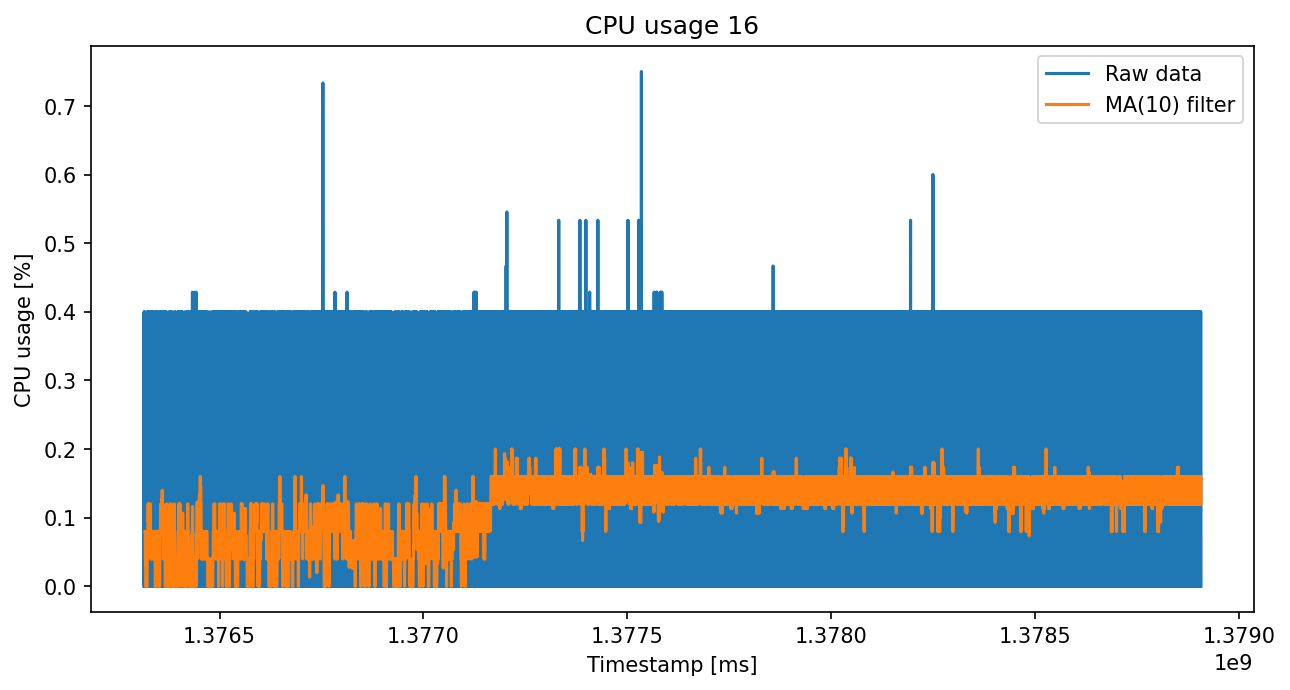 CPU usage 16
Raw data
MA(10) filter
CPU usage [%]
0.7
0.6
0.5
0.4
0.3
0.2
0.1
0.0
1.3765 1.3770 1.3775 1.3780 1.3785 1.3790
1e9
Timestamp [ms]